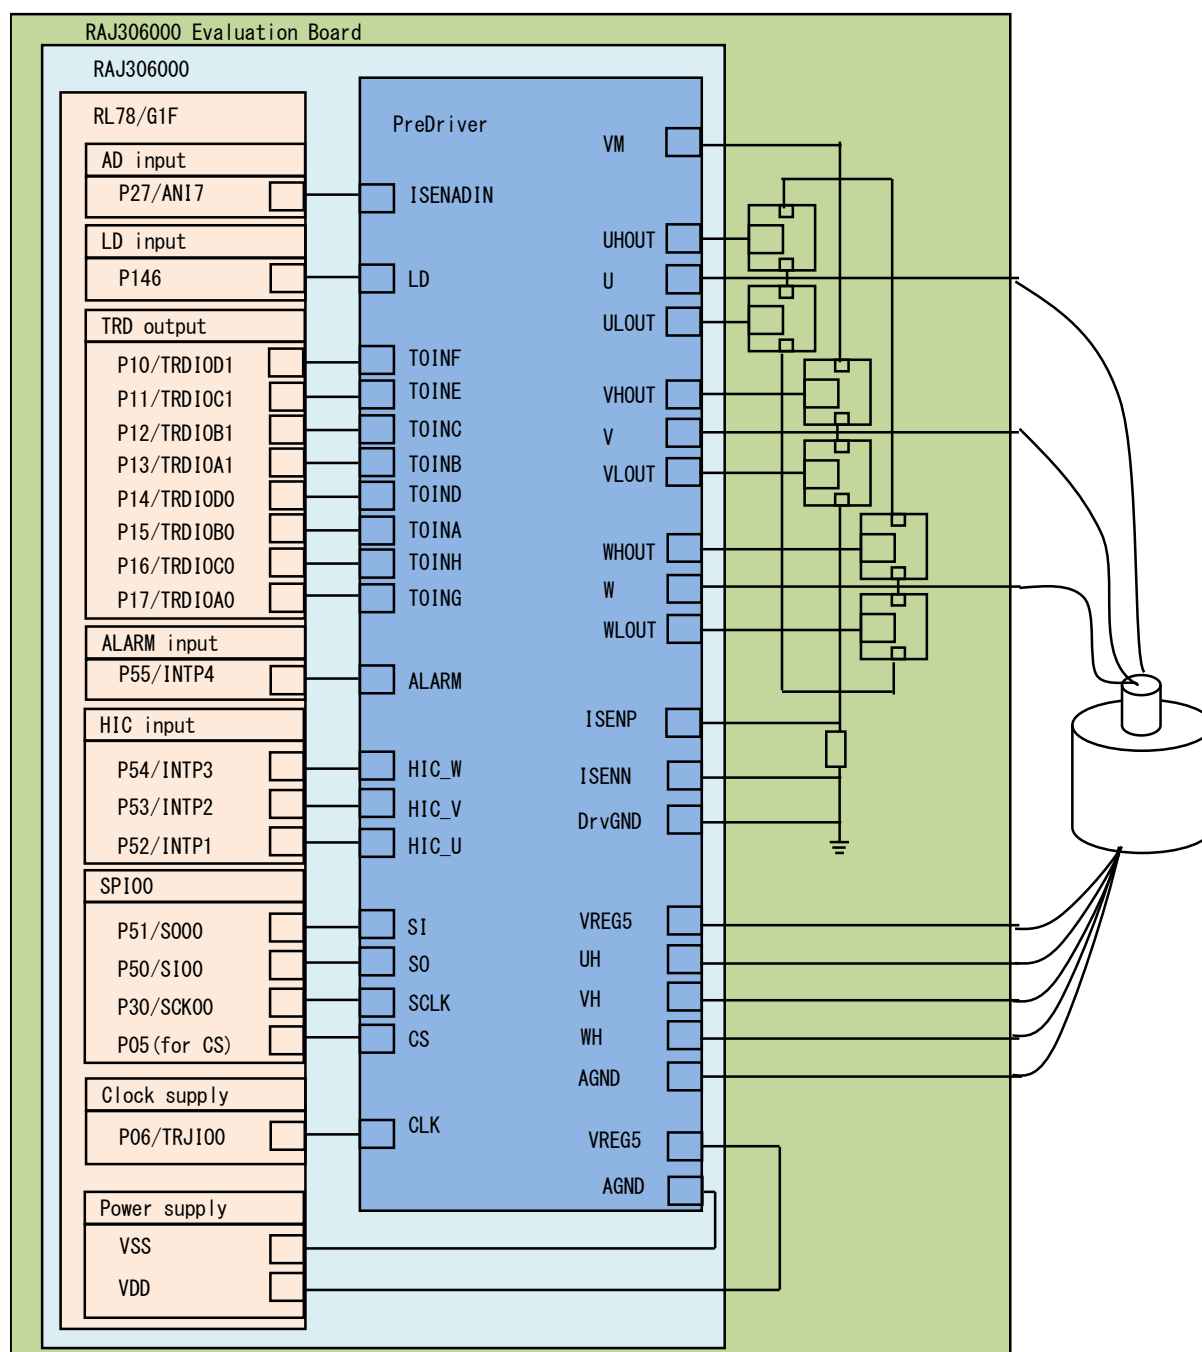 RAJ306000 Evaluation Board
RAJ306000
RL78/G1F
AD input
P27/ANI7
LD input
P146
TRD output
P10/TRDIOD1
P11/TRDIOC1
P12/TRDIOB1
P13/TRDIOA1
P14/TRDIOD0
P15/TRDIOB0
P16/TRDIOC0
P17/TRDIOA0
ALARM input
P55/INTP4
HIC input
P54/INTP3
P53/INTP2
P52/INTP1
SPI00
P51/SO00
P50/SI00
P30/SCK00
P05(for CS)
Clock supply
P06/TRJIO0
Power supply
VSS
VDD
PreDriver
ISENADIN
LD
TOINF
TOINE
TOINC
TOINB
TOIND
TOINA
TOINH
TOING
ALARM
HIC_W
HIC_V
HIC_U
SI
SO
SCLK
CS
CLK
VM
UHOUT
U
ULOUT
VHOUT
V
VLOUT
WHOUT
W
WLOUT
ISENP
ISENN
DrvGND
VREG5
UH
VH
WH
AGND
VREG5
AGND